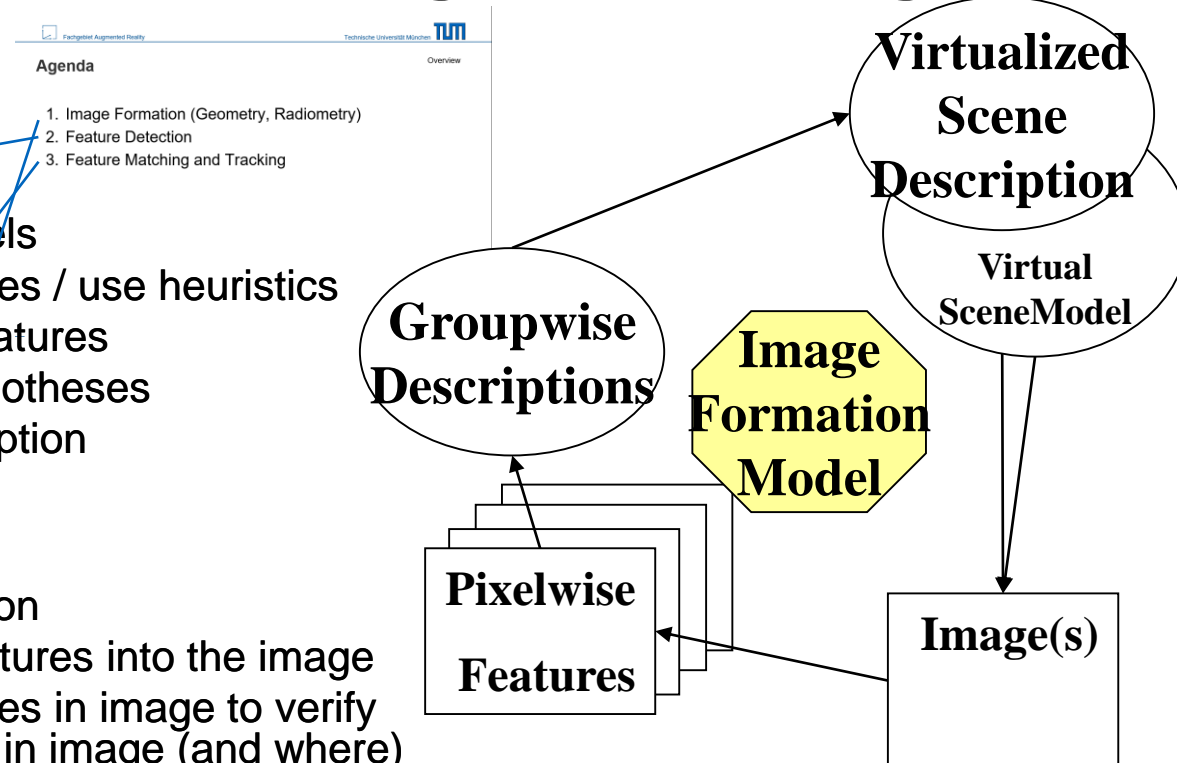 Fachgebiet Augmented Reality
Technische Universität München
TUM
Agenda
Overview
1. Image Formation (Geometry, Radiometry)
2. Feature Detection
3. Feature Matching and Tracking
els
es / use heuristics
atures
otheses
ption
on
tures into the image
es in image to verify
in image (and where)
Virtualized
Scene
Description
Virtual
SceneModel
Groupwise
Descriptions
Image
Formation
Model
Pixelwise
Features
Image(s)